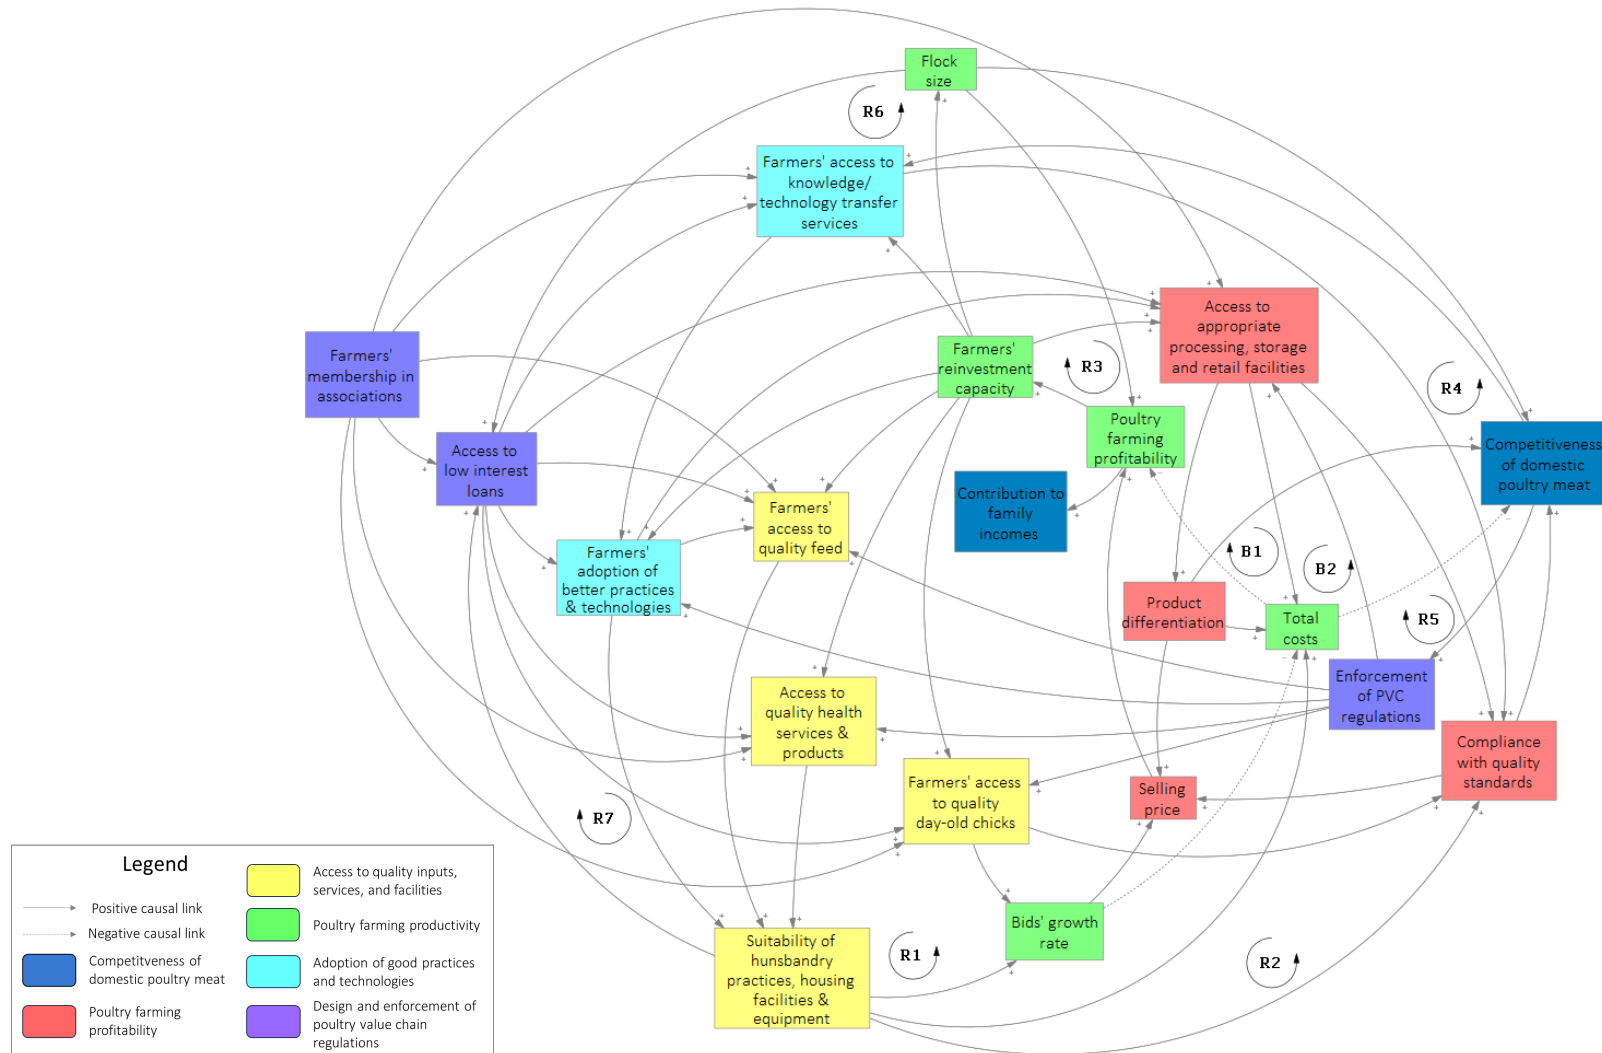 Flock
size
R6
Farmers' access to
knowledge/
technology transfer
services
Access to
appropriate
processing, storage
and retail facilities
Farmers'
membership in
associations
Farmers'
reinvestment
capacity
R3
R4
Poultry
farming
profitability
Competitiveness
of domestic
poultry meat
Access to
low interest
loans
Contribution to
family
incomes
Farmers'
access to
quality feed
Farmers'
adoption of
better practices
& technologies
B1
B2
Product
differentiation
Total
costs
R5
Enforcement
of PVC
regulations
Access to
quality health
services &
products
Compliance
with quality
standards
Farmers' access
to quality
day-old chicks
Selling
price
R7
Bids' growth
rate
Suitability of
hunsbandry
practices, housing
facilities &
equipment
R1
R2
Legend
Positive causal link
Negative causal link
Competitveness of
domestic poultry meat
Poultry farming
profitability
Access to quality inputs,
services, and facilities
Poultry farming productivity
Adoption of good practices
and technologies
Design and enforcement of
poultry value chain
regulations